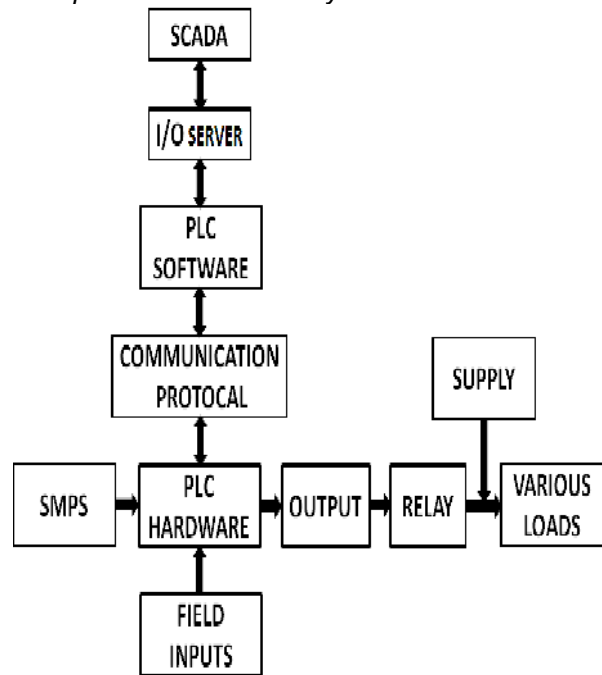 SCADA
I/O SERVER
PLC
SOFTWARE
COMMUNICATION
PROTOCAL
SUPPLY
SMPS
PLC
HARDWARE
OUTPUT
RELAY
VARIOUS
LOADS
FIELD
INPUTS